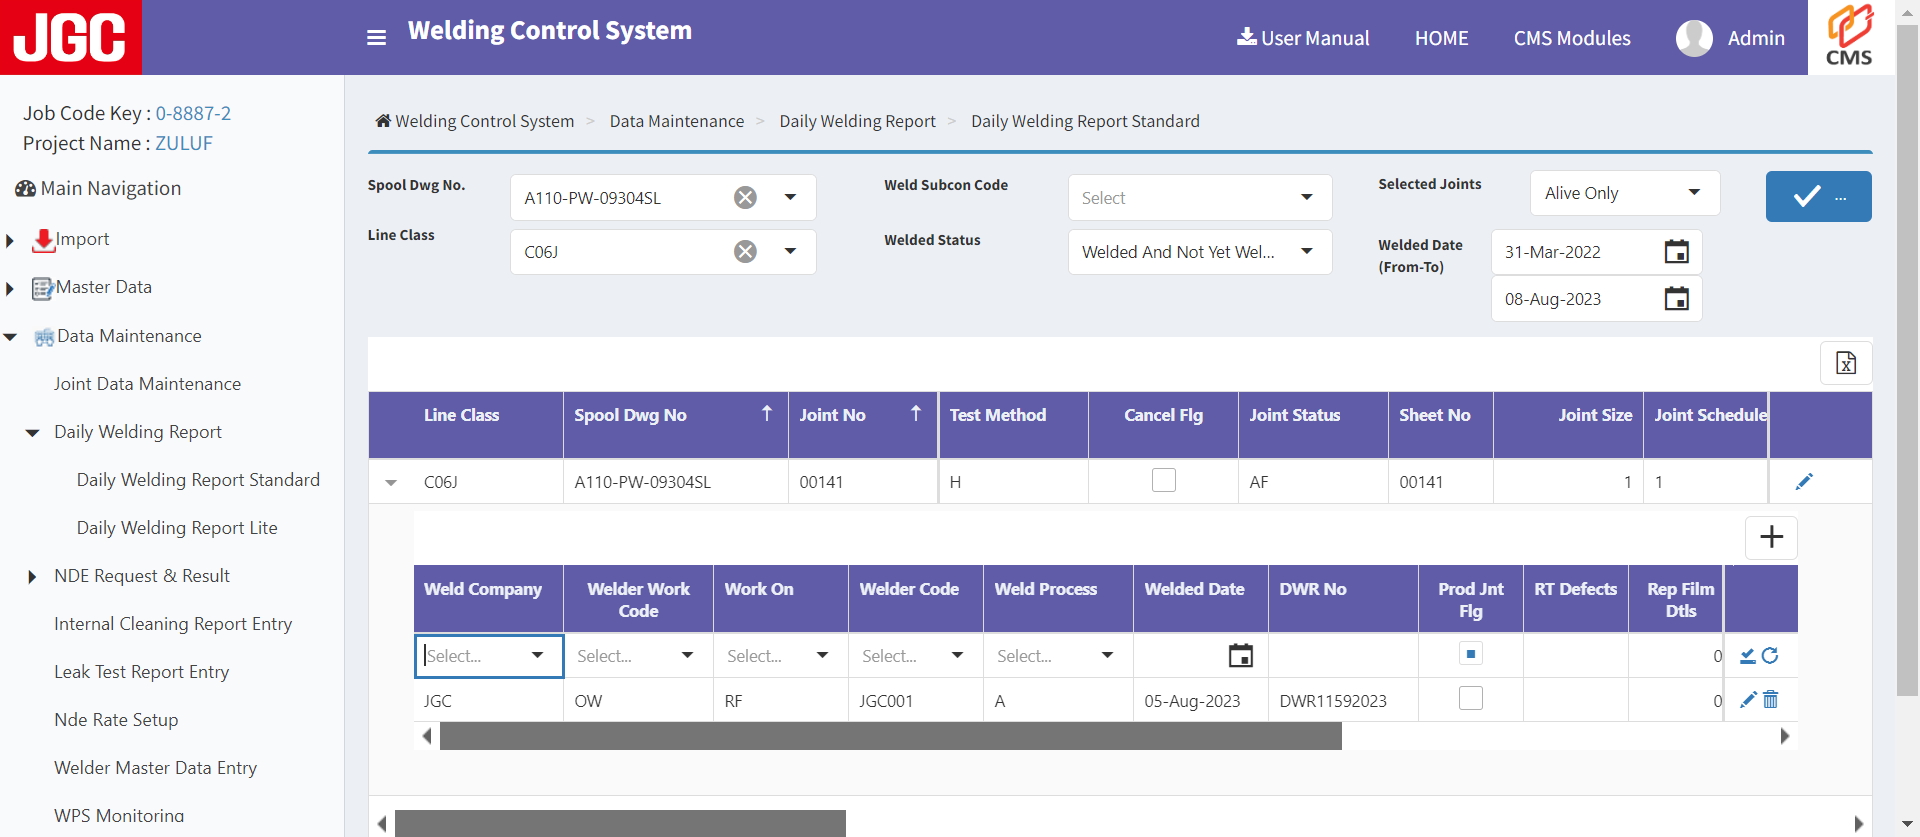 JGC
Welding Control System
User Manual
HOME
CMS Modules
Admin
CMS
Job Code Key : 0-8887-2
Project Name : ZULUF
Main Navigation
Import
Master Data
Data Maintenance
Joint Data Maintenance
Daily Welding Report
Daily Welding Report Standard
Daily Welding Report Lite
NDE Request & Result
Internal Cleaning Report Entry
Leak Test Report Entry
Nde Rate Setup
Welder Master Data Entry
WPS Monitoring
Welding Control System > Data Maintenance > Daily Welding Report > Daily Welding Report Standard
Spool Dwg No. A110-PW-09304SL
Line Class C06J
Weld Subcon Code Select
Welded Status Welded And Not Yet Wel...
Selected Joints Alive Only
Welded Date
(From-To)
31-Mar-2022
08-Aug-2023
...
Line Class Spool Dwg No Joint No Test Method Cancel Flg Joint Status Sheet No Joint Size Joint Schedule
C06J A110-PW-09304SL 00141 H AF 00141 1 1
Weld Company Welder Work Code Work On Welder Code Weld Process Welded Date DWR No Prod Jnt Flg RT Defects Rep Film Dtls
Select... Select... Select... Select... Select... 0
JGC OW RF JGC001 A 05-Aug-2023 DWR11592023 0